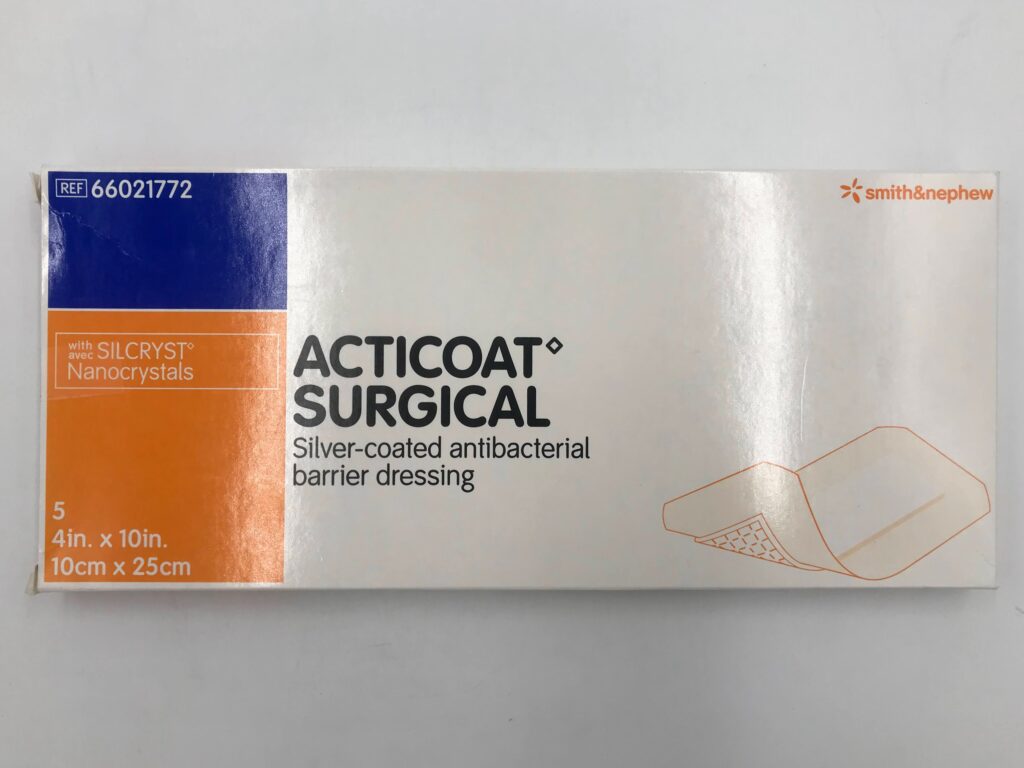 REF 66021772
smith&nephew
with
avec SILCRYST◇
Nanocrystals
ACTICOAT◇
SURGICAL
Silver-coated antibacterial
barrier dressing
5
4in. x 10in.
10cm x 25cm